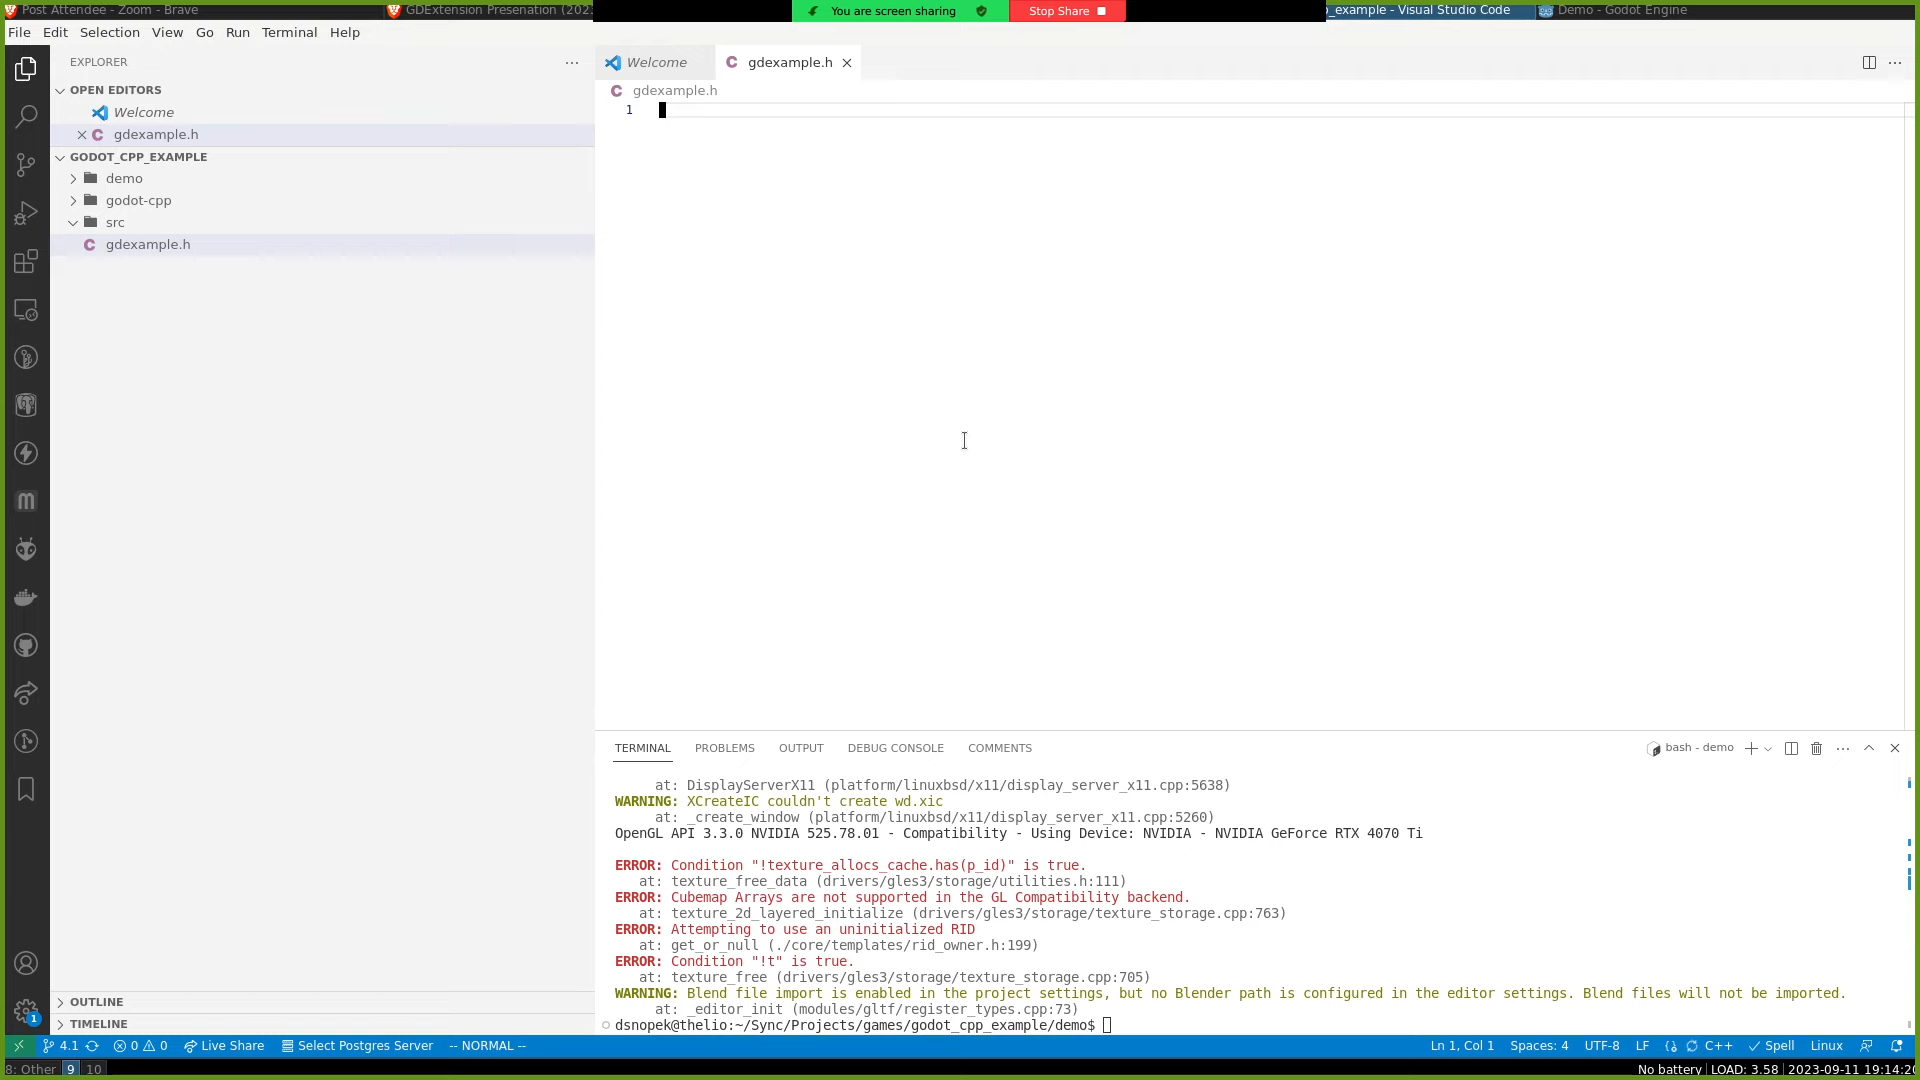 Post Attendee - Zoom - Brave
GDExtension Presenation (202
You are screen sharing
Stop Share
_example - Visual Studio Code
Demo - Godot Engine
File Edit Selection View Go Run Terminal Help
EXPLORER
OPEN EDITORS
Welcome
gdexample.h
GODOT_CPP_EXAMPLE
demo
godot-cpp
src
gdexample.h
OUTLINE
TIMELINE
Welcome
gdexample.h
gdexample.h
1
TERMINAL PROBLEMS OUTPUT DEBUG CONSOLE COMMENTS
bash - demo
at: DisplayServerX11 (platform/linuxbsd/x11/display_server_x11.cpp:5638)
WARNING: XCreateIC couldn't create wd.xic
at: _create_window (platform/linuxbsd/x11/display_server_x11.cpp:5260)
OpenGL API 3.3.0 NVIDIA 525.78.01 - Compatibility - Using Device: NVIDIA - NVIDIA GeForce RTX 4070 Ti
ERROR: Condition "!texture_allocs_cache.has(p_id)" is true.
at: texture_free_data (drivers/gles3/storage/utilities.h:111)
ERROR: Cubemap Arrays are not supported in the GL Compatibility backend.
at: texture_2d_layered_initialize (drivers/gles3/storage/texture_storage.cpp:763)
ERROR: Attempting to use an uninitialized RID
at: get_or_null (./core/templates/rid_owner.h:199)
ERROR: Condition "!t" is true.
at: texture_free (drivers/gles3/storage/texture_storage.cpp:705)
WARNING: Blend file import is enabled in the project settings, but no Blender path is configured in the editor settings. Blend files will not be imported.
at: _editor_init (modules/gltf/register_types.cpp:73)
dsnopek@thelio:~/Sync/Projects/games/godot_cpp_example/demo$
1
4.1 0 0 Live Share Select Postgres Server -- NORMAL -- Ln 1, Col 1 Spaces: 4 UTF-8 LF C++ Spell Linux
8: Other 9 10 No battery | LOAD: 3.58 | 2023-09-11 19:14:20